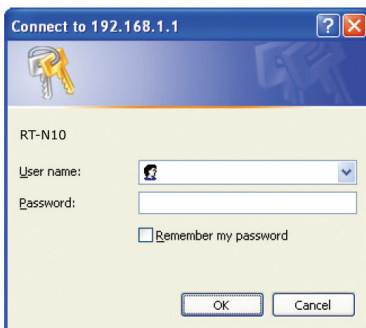 Connect to 192.168.1.1
RT-N10
User name:
Password:
Remember my password
OK
Cancel